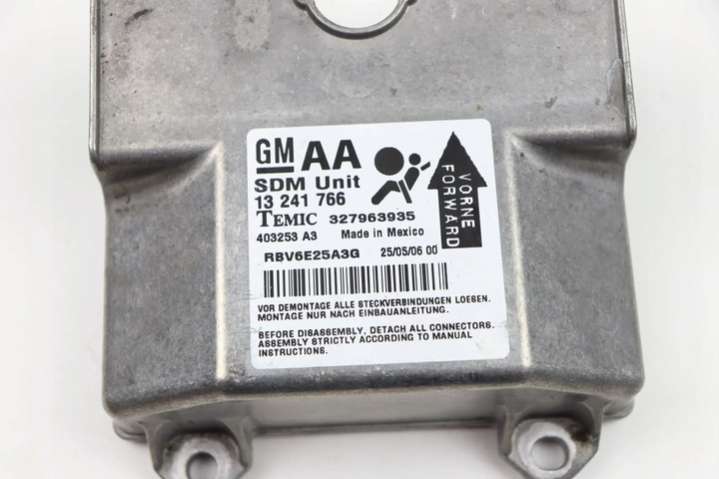 GM AA
SDM Unit
13 241 766
TEMIC 327963935
403253 A3 Made in Mexico
RBV6E25A3G 25/05/06 00
VORNE
FORWARD
VOR DEMONTAGE ALLE STECKVERBINDUNGEN LOESEN.
MONTAGE NUR NACH EINBAUANLEITUNG.
BEFORE DISASSEMBLY, DETACH ALL CONNECTORS.
ASSEMBLY STRICTLY ACCORDING TO MANUAL
INSTRUCTIONS.